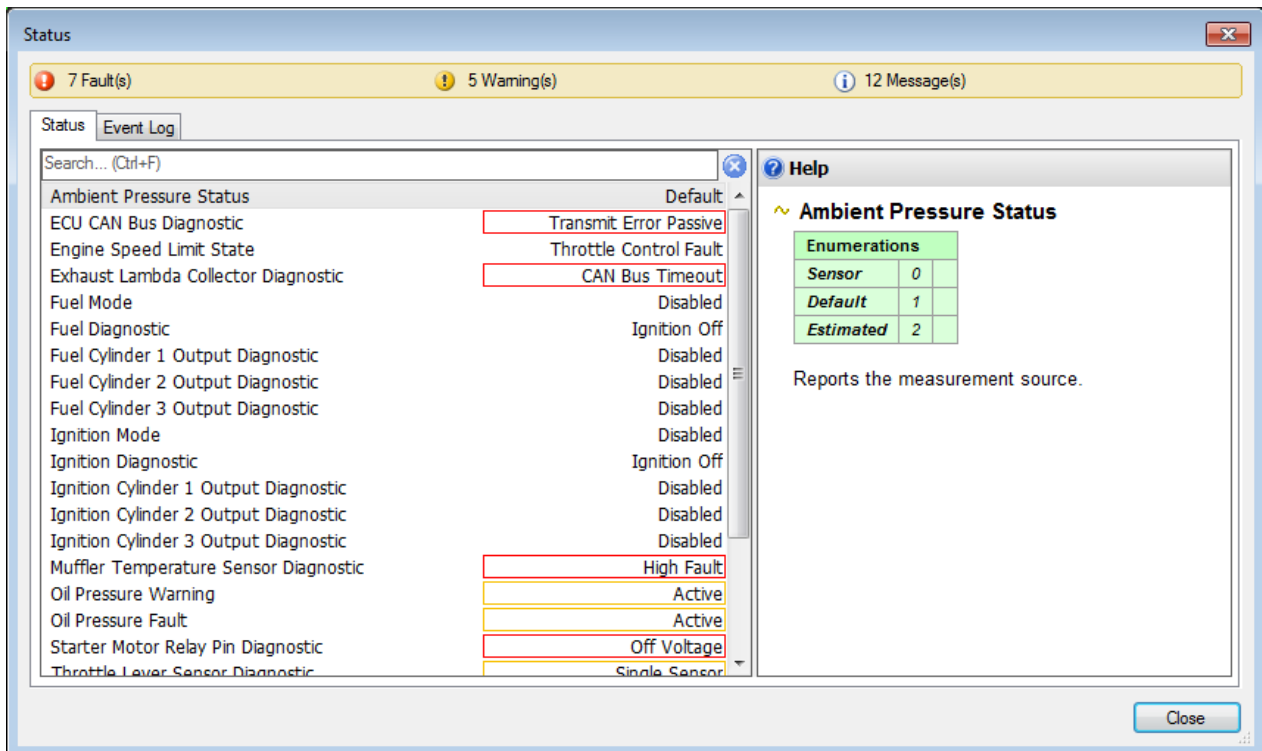 Status
7 Fault(s) 5 Warning(s) 12 Message(s)
Status Event Log
Search... (Ctrl+F)
Ambient Pressure Status Default
ECU CAN Bus Diagnostic Transmit Error Passive
Engine Speed Limit State Throttle Control Fault
Exhaust Lambda Collector Diagnostic CAN Bus Timeout
Fuel Mode Disabled
Fuel Diagnostic Ignition Off
Fuel Cylinder 1 Output Diagnostic Disabled
Fuel Cylinder 2 Output Diagnostic Disabled
Fuel Cylinder 3 Output Diagnostic Disabled
Ignition Mode Disabled
Ignition Diagnostic Ignition Off
Ignition Cylinder 1 Output Diagnostic Disabled
Ignition Cylinder 2 Output Diagnostic Disabled
Ignition Cylinder 3 Output Diagnostic Disabled
Muffler Temperature Sensor Diagnostic High Fault
Oil Pressure Warning Active
Oil Pressure Fault Active
Starter Motor Relay Pin Diagnostic Off Voltage
Throttle Lever Sensor Diagnostic Single Sensor
Help
Ambient Pressure Status
Enumerations
Sensor 0
Default 1
Estimated 2
Reports the measurement source.
Close